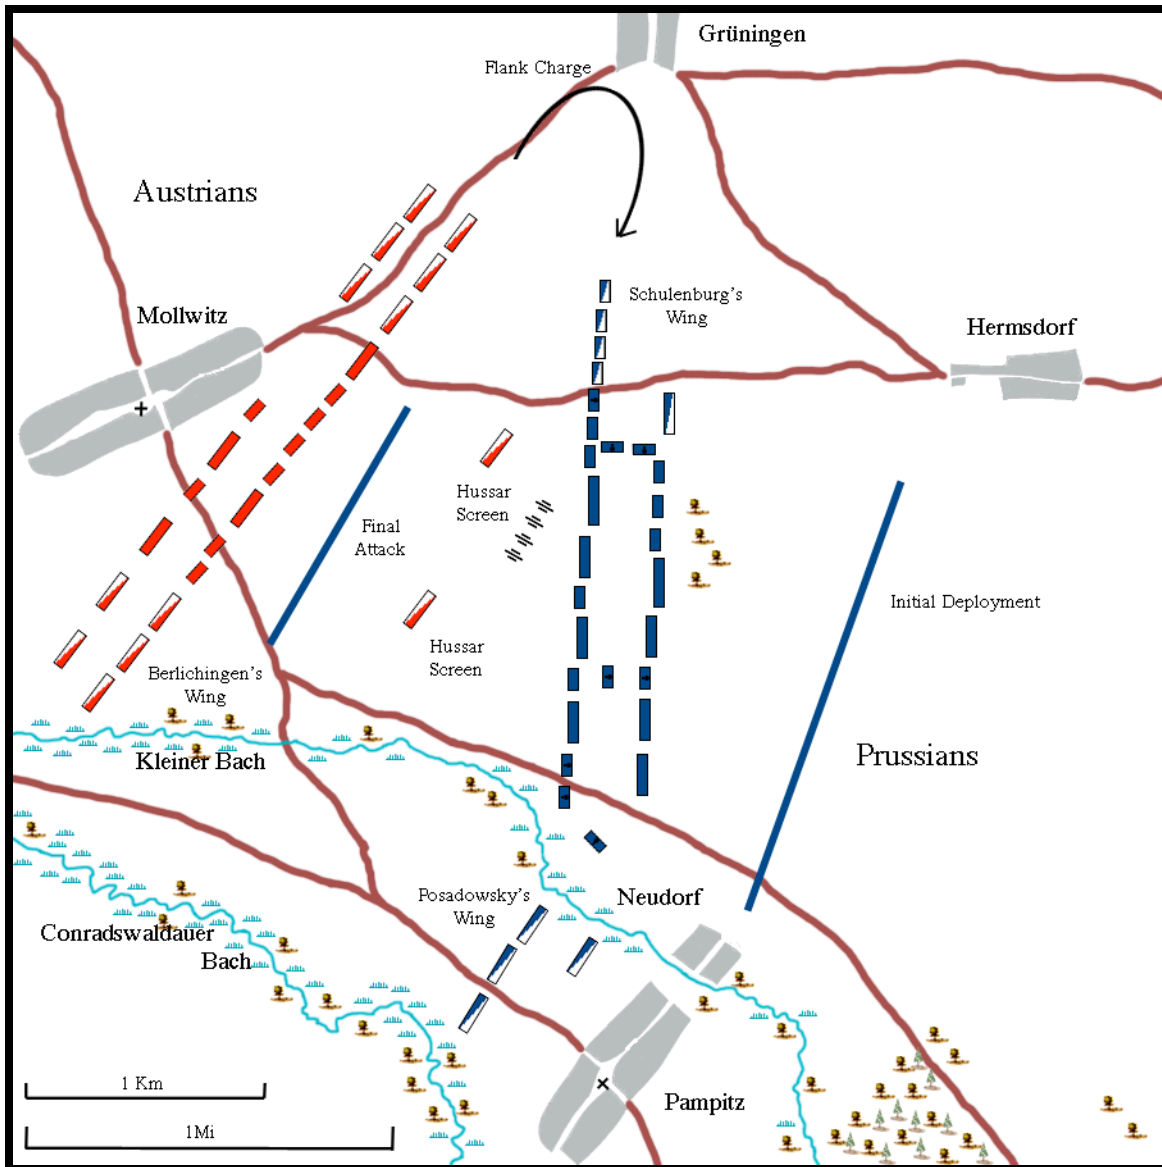 Grüningen
Flank Charge
Austrians
Schulenburg's
Wing
Mollwitz
Hermsdorf
Hussar
Screen
Final
Attack
Initial Deployment
Hussar
Screen
Berlichingen's
Wing
Kleiner Bach
Prussians
Posadowsky's
Wing
Neudorf
Conradswaldauer
Bach
1 Km
Pampitz
1Mi